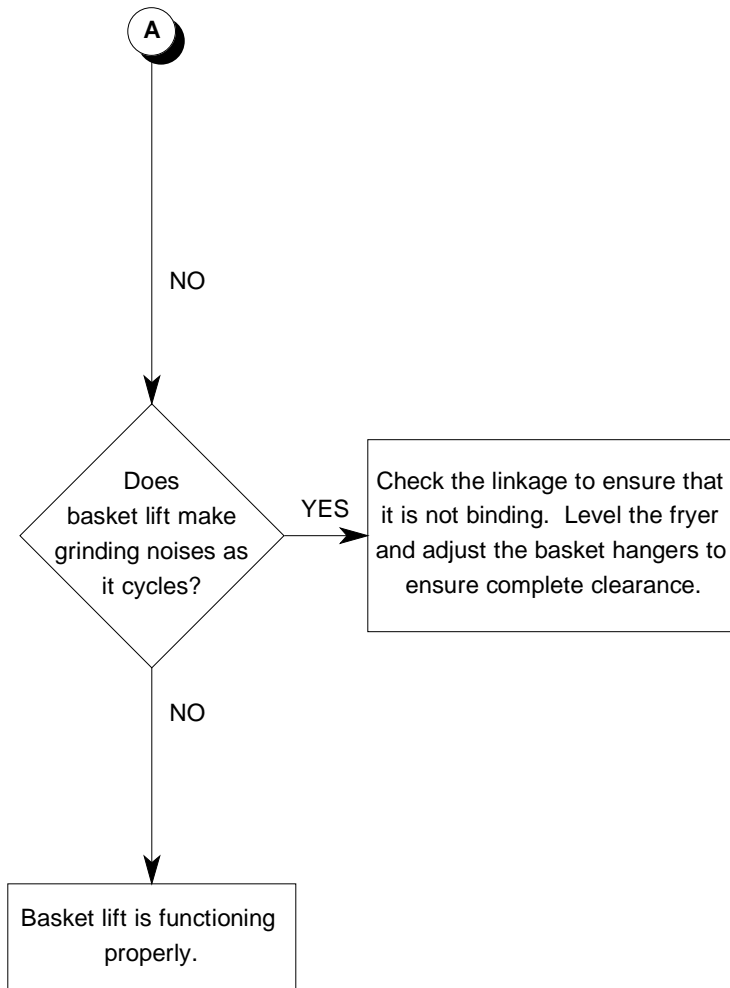 A
NO
Does
basket lift make
grinding noises as
it cycles?
YES
Check the linkage to ensure that
it is not binding.  Level the fryer
and adjust the basket hangers to
ensure complete clearance.
NO
Basket lift is functioning
properly.